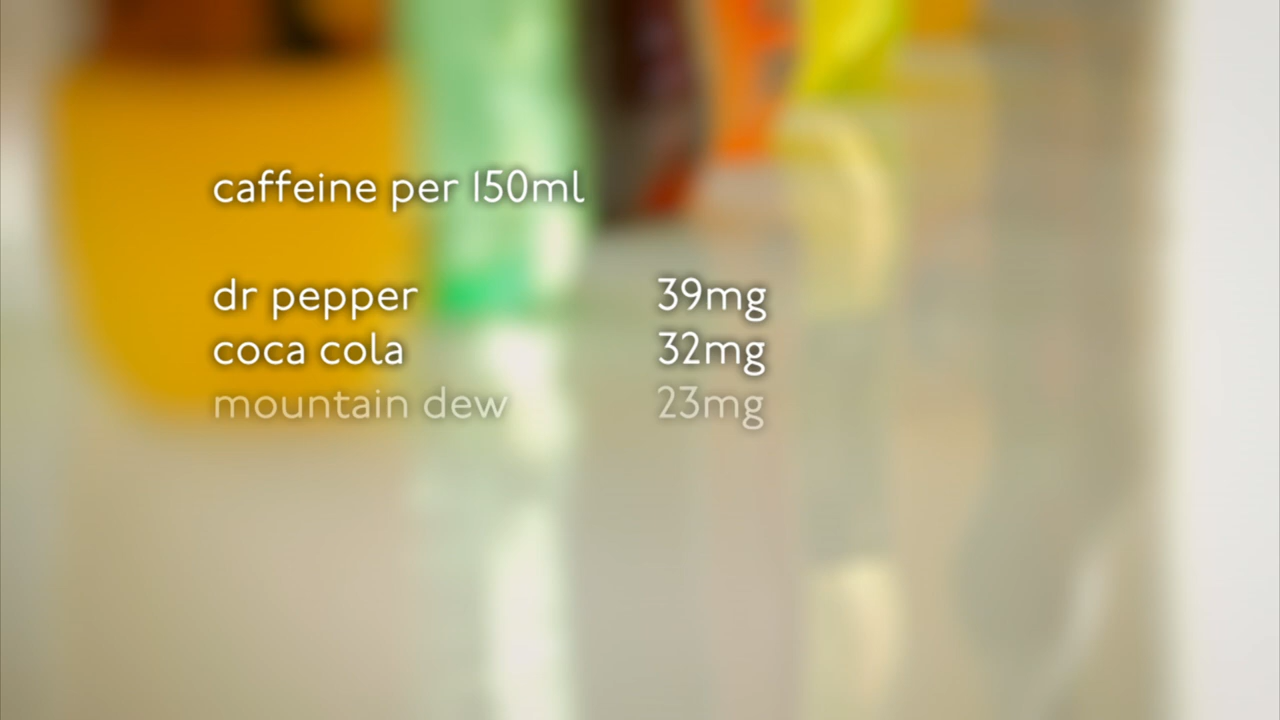 caffeine per 150ml
dr pepper 39mg
coca cola 32mg
mountain dew 23mg